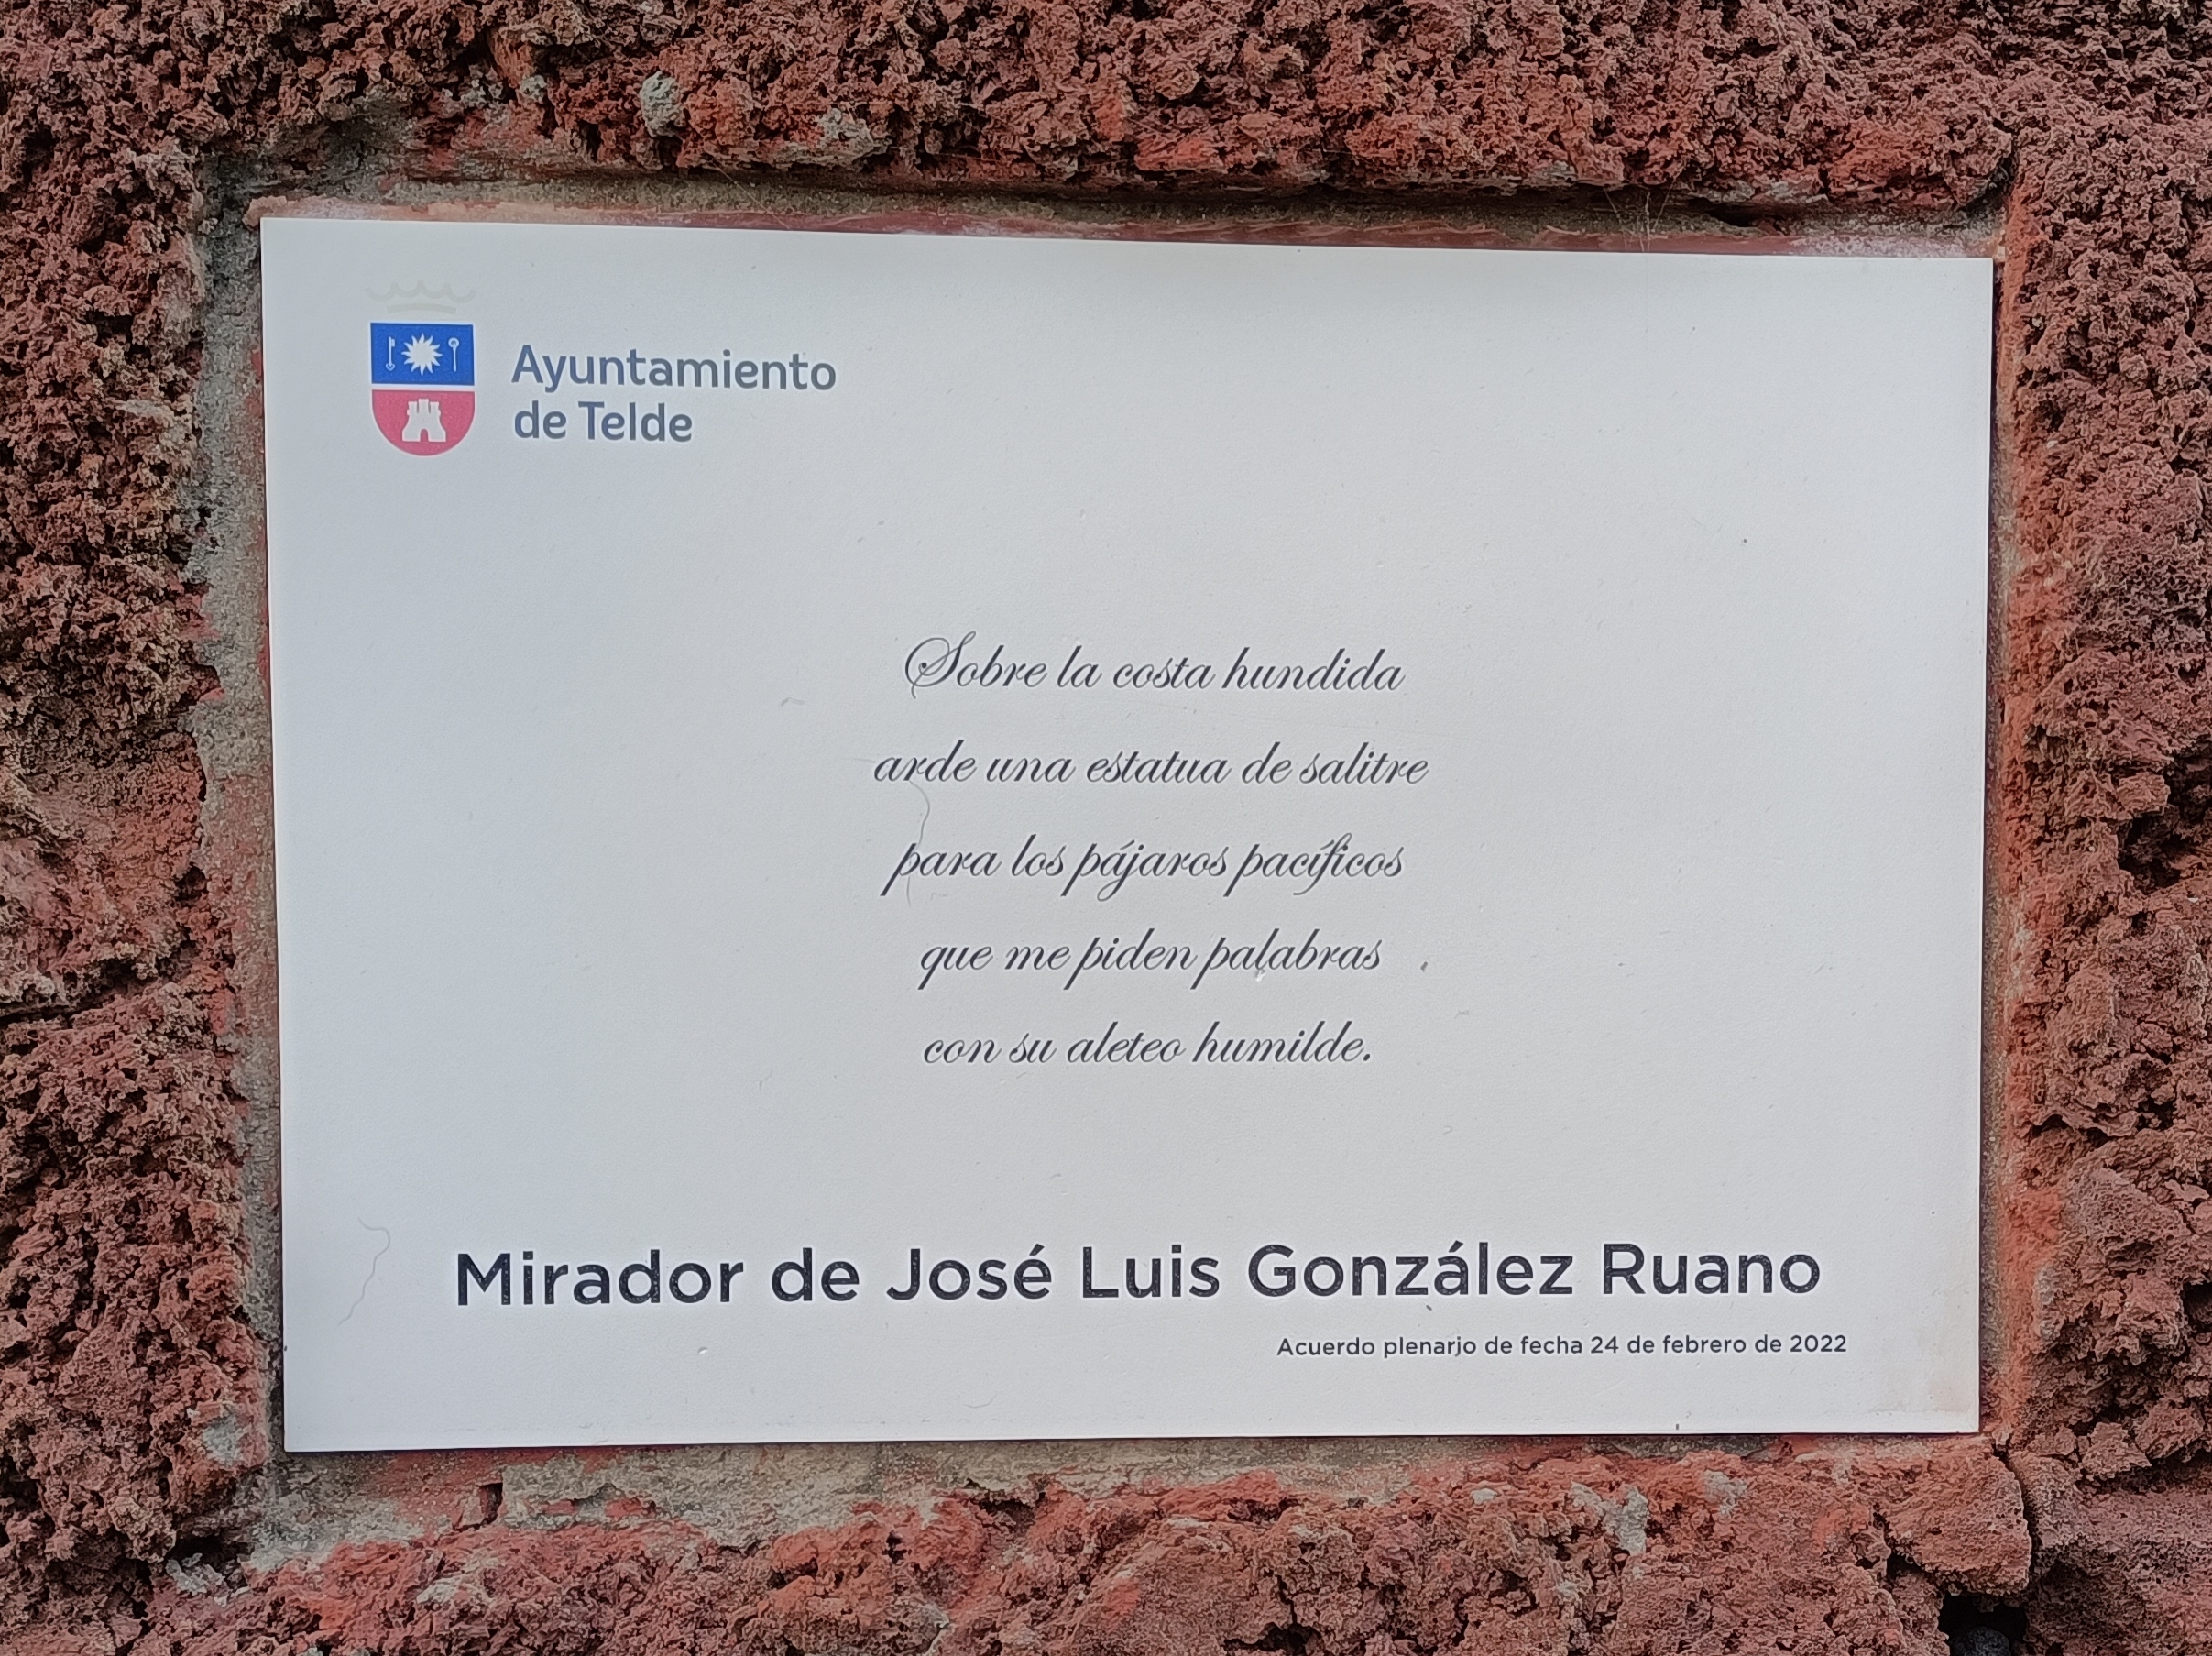 Ayuntamiento
de Telde
Sobre la costa hundida
arde una estatua de salitre
para los pájaros pacíficos
que me piden palabras
con su aleteo humilde.
Mirador de José Luis González Ruano
Acuerdo plenario de fecha 24 de febrero de 2022